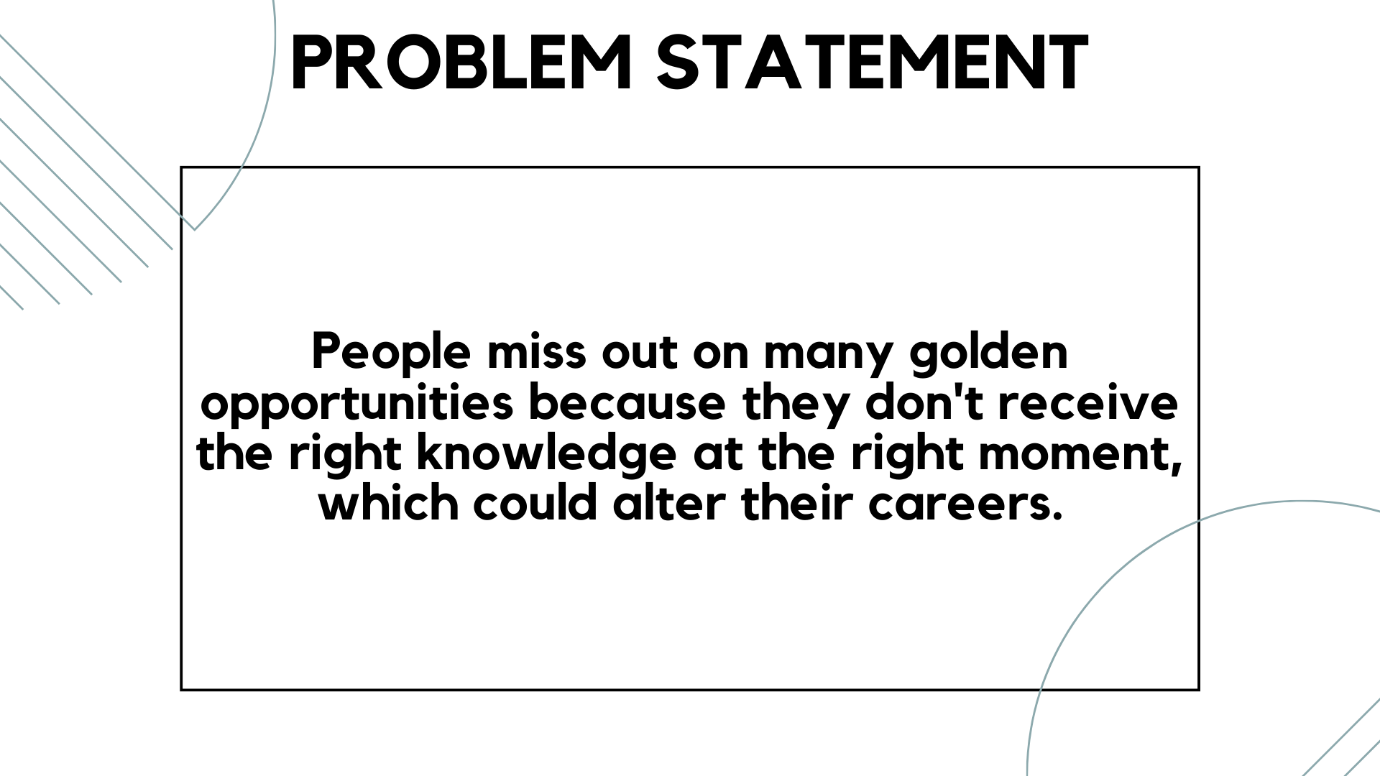 PROBLEM STATEMENT
People miss out on many golden
opportunities because they don't receive
the right knowledge at the right moment,
which could alter their careers.